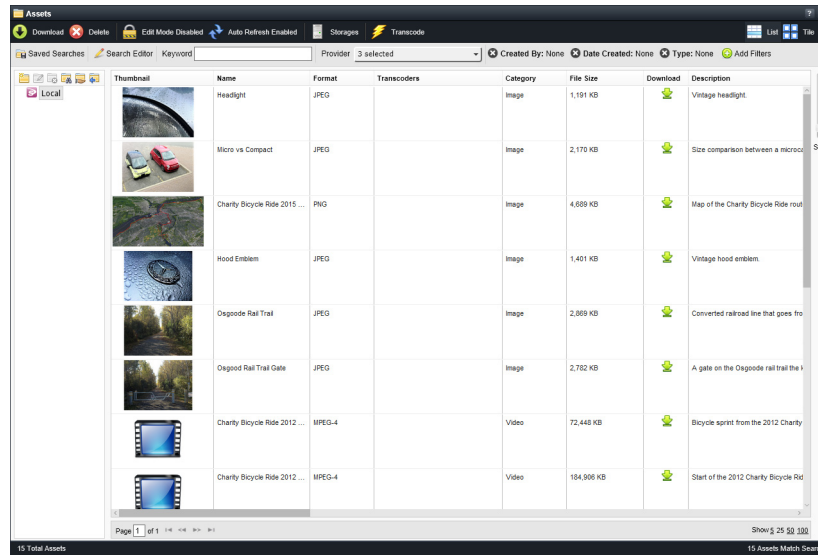 Assets ?
Download Delete Edit Mode Disabled Auto Refresh Enabled Storages Transcode List Tile
Saved Searches Search Editor Keyword Provider 3 selected Created By: None Date Created: None Type: None Add Filters
Local
Thumbnail Name Format Transcoders Category File Size Download Description
Headlight JPEG Image 1,191 KB Vintage headlight.
Micro vs Compact JPEG Image 2,170 KB Size comparison between a microca
Charity Bicycle Ride 2015 ... PNG Image 4,689 KB Map of the Charity Bicycle Ride rout
Hood Emblem JPEG Image 1,401 KB Vintage hood emblem.
Osgoode Rail Trail JPEG Image 2,869 KB Converted railroad line that goes fro
Osgood Rail Trail Gate JPEG Image 2,782 KB A gate on the Osgoode rail trail the
Charity Bicycle Ride 2012 ... MPEG-4 Video 72,448 KB Bicycle sprint from the 2012 Charity
Charity Bicycle Ride 2012 ... MPEG-4 Video 184,906 KB Start of the 2012 Charity Bicycle Rid
Page 1 of 1 Show 5 25 50 100
15 Total Assets 15 Assets Match Sear